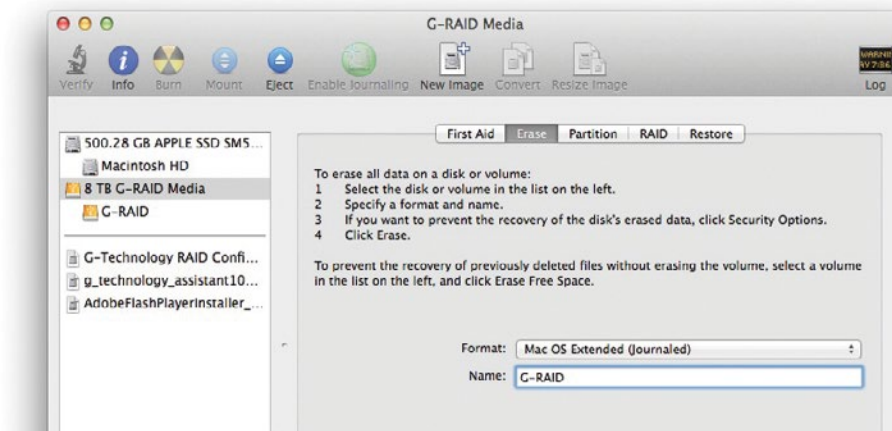 G-RAID Media
Verify Info Burn Mount Eject Enable Journaling New Image Convert Resize Image Log
First Aid Erase Partition RAID Restore
500.28 GB APPLE SSD SM5...
Macintosh HD
8 TB G-RAID Media
G-RAID
G-Technology RAID Confi...
g_technology_assistant10...
AdobeFlashPlayerInstaller_...
To erase all data on a disk or volume:
1 Select the disk or volume in the list on the left.
2 Specify a format and name.
3 If you want to prevent the recovery of the disk's erased data, click Security Options.
4 Click Erase.
To prevent the recovery of previously deleted files without erasing the volume, select a volume
in the list on the left, and click Erase Free Space.
Format: Mac OS Extended (Journaled)
Name: G-RAID